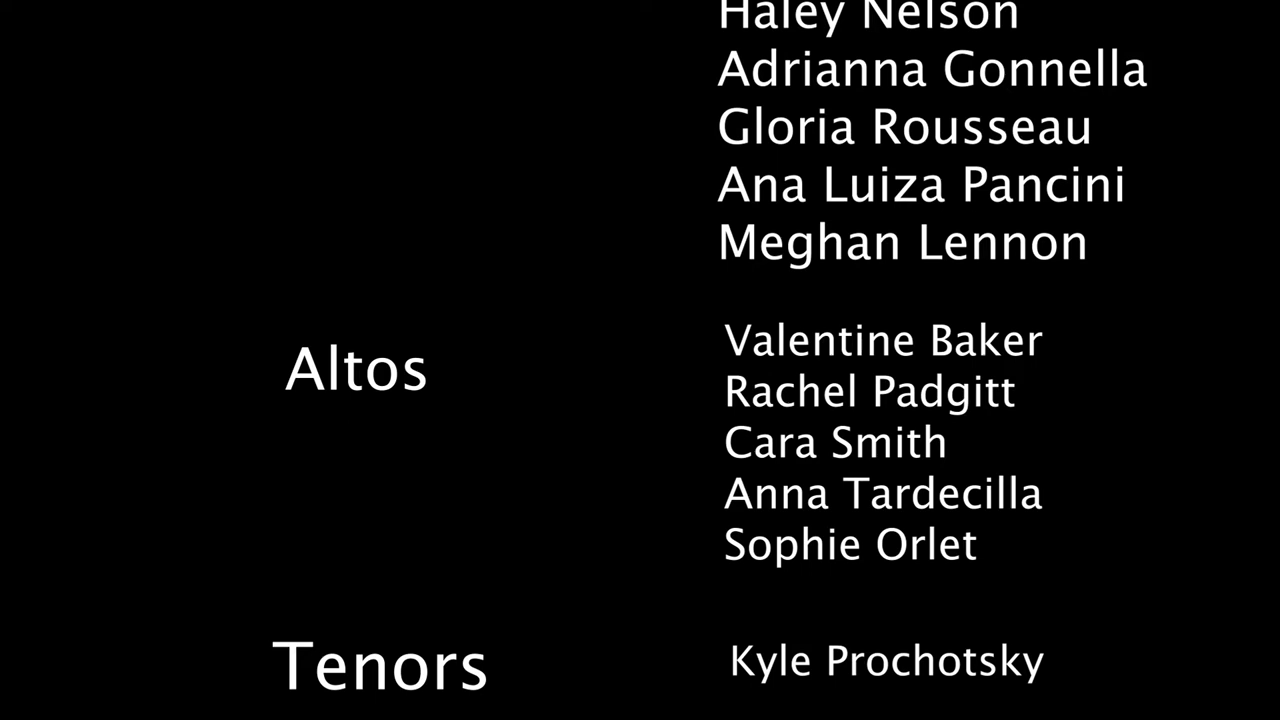 Haley Nelson
Adrianna Gonnella
Gloria Rousseau
Ana Luiza Pancini
Meghan Lennon
Altos
Valentine Baker
Rachel Padgitt
Cara Smith
Anna Tardecilla
Sophie Orlet
Tenors
Kyle Prochotsky